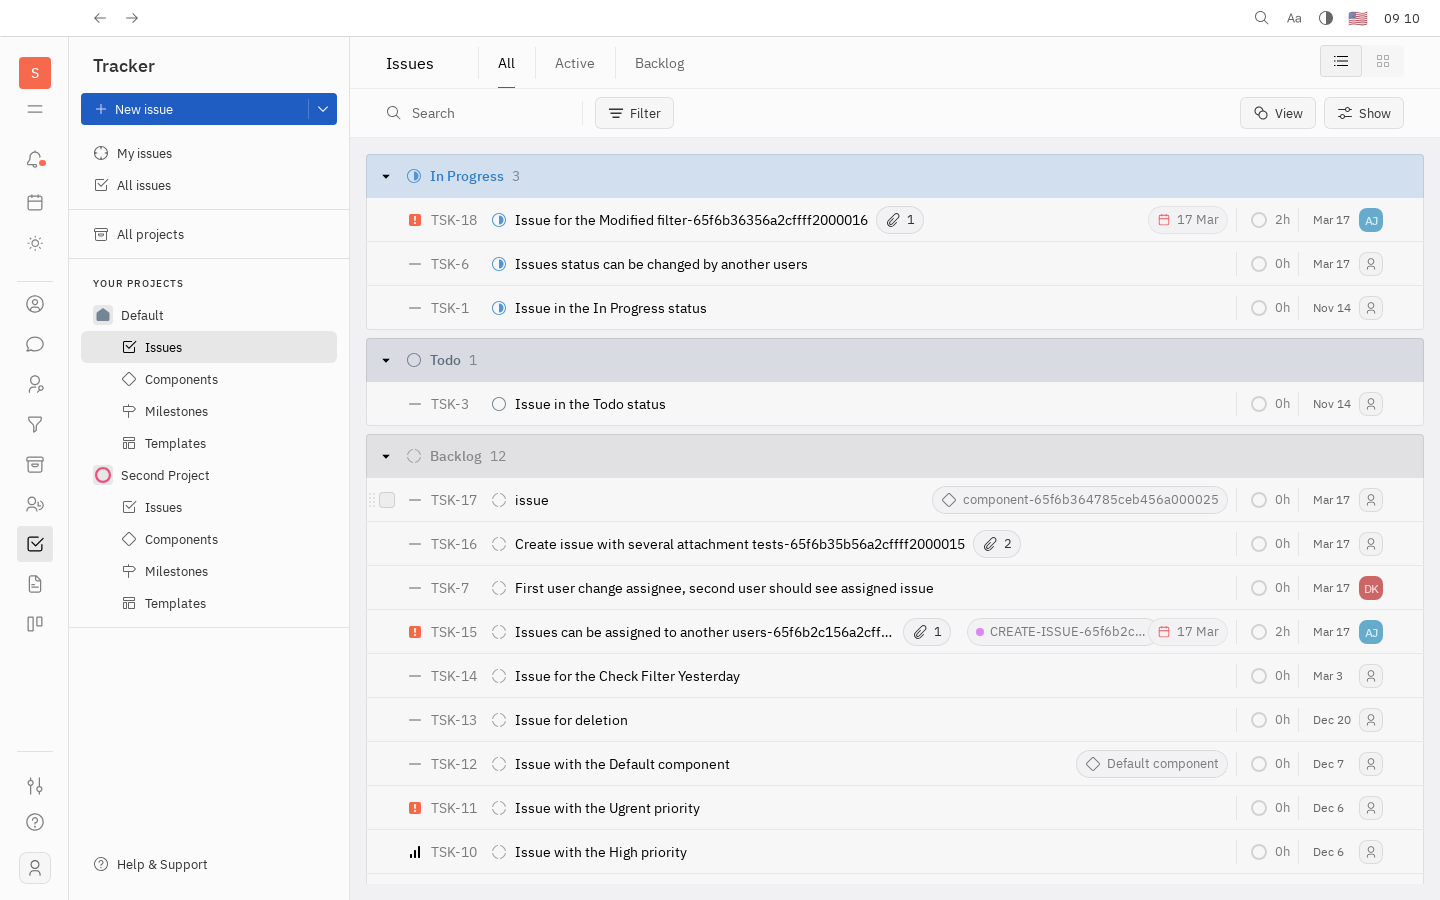 Aa 09 10
S
Tracker
New issue
My issues
All issues
All projects
YOUR PROJECTS
Default
Issues
Components
Milestones
Templates
Second Project
Issues
Components
Milestones
Templates
Help & Support
Issues All Active Backlog
Search Filter View Show
In Progress 3
TSK-18 Issue for the Modified filter-65f6b36356a2cffff2000016 1 17 Mar 2h Mar 17 AJ
TSK-6 Issues status can be changed by another users 0h Mar 17
TSK-1 Issue in the In Progress status 0h Nov 14
Todo 1
TSK-3 Issue in the Todo status 0h Nov 14
Backlog 12
TSK-17 issue component-65f6b364785ceb456a000025 0h Mar 17
TSK-16 Create issue with several attachment tests-65f6b35b56a2cffff2000015 2 0h Mar 17
TSK-7 First user change assignee, second user should see assigned issue 0h Mar 17 DK
TSK-15 Issues can be assigned to another users-65f6b2c156a2cff... 1 CREATE-ISSUE-65f6b2c... 17 Mar 2h Mar 17 AJ
TSK-14 Issue for the Check Filter Yesterday 0h Mar 3
TSK-13 Issue for deletion 0h Dec 20
TSK-12 Issue with the Default component Default component 0h Dec 7
TSK-11 Issue with the Ugrent priority 0h Dec 6
TSK-10 Issue with the High priority 0h Dec 6